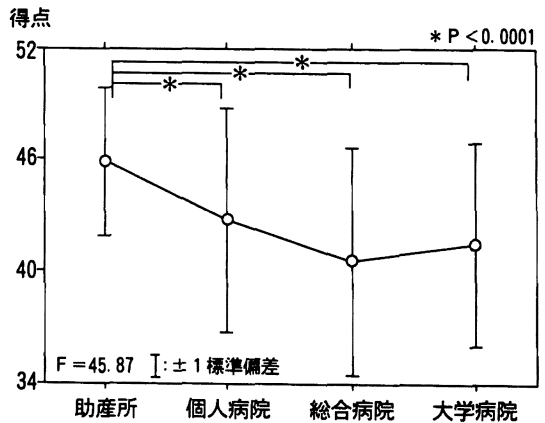 得点
* P <0.0001
52
*
*
*
46
40
F =45.87 I:±1標準偏差
34
助産所 個人病院 総合病院 大学病院